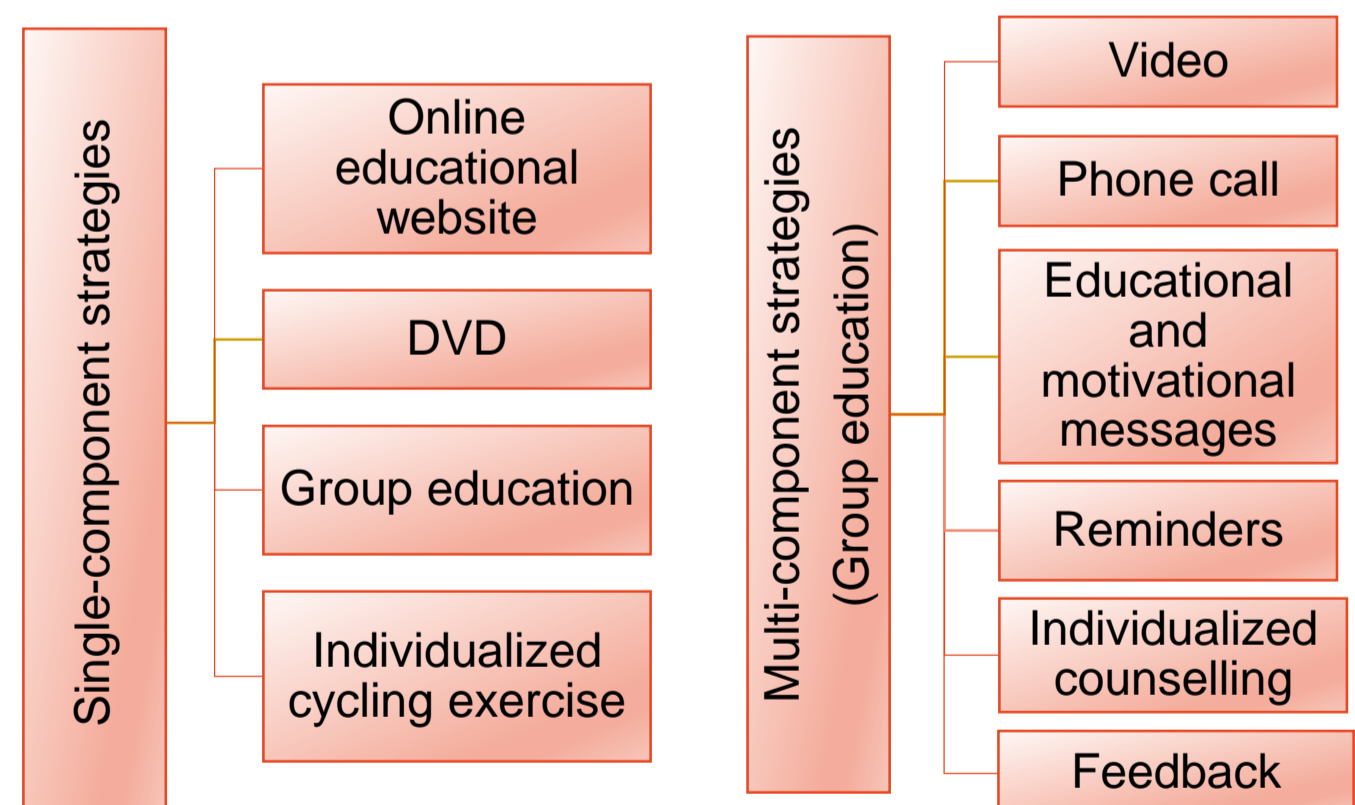 Single-component strategies
Online
educational
website
DVD
Group education
Individualized
cycling exercise
Multi-component strategies
(Group education)
Video
Phone call
Educational
and
motivational
messages
Reminders
Individualized
counselling
Feedback